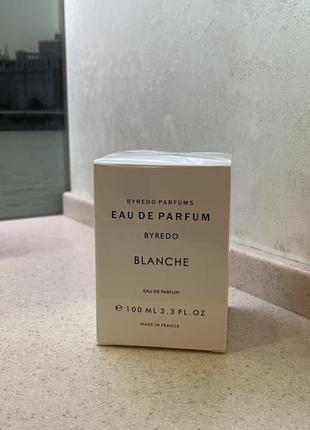 BYREDO PARFUMS
EAU DE PARFUM
BYREDO
BLANCHE
EAU DE PARFUM
℮ 100 ML 3.3 FL.OZ
MADE IN FRANCE